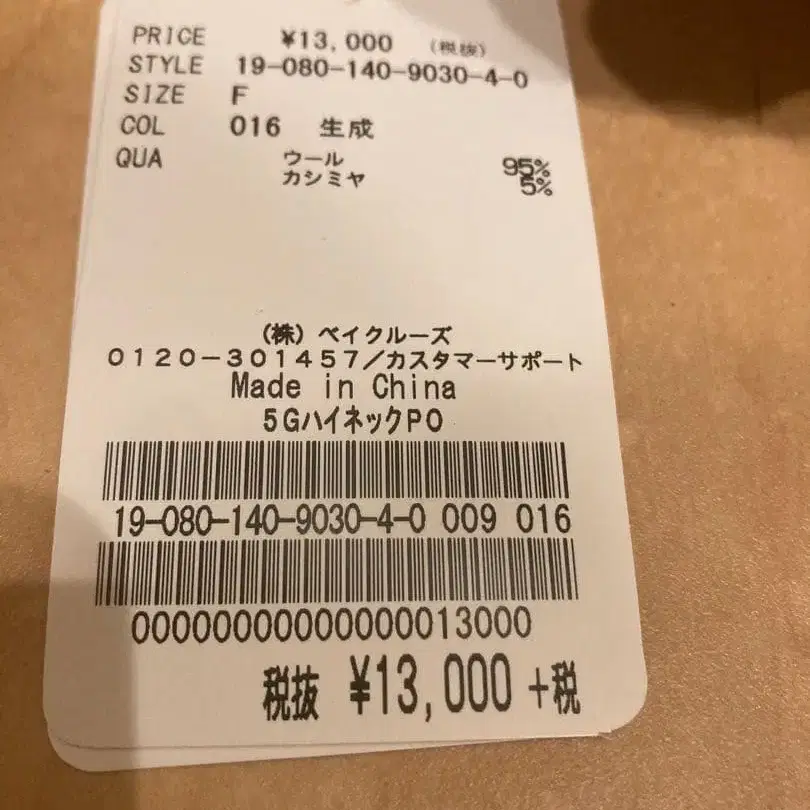 PRICE ¥13,000 (税抜)
STYLE 19-080-140-9030-4-0
SIZE F
COL 016 生成
QUA ウール 95%
カシミヤ 5%
(株) ベイクルーズ
0120-301457/カスタマーサポート
Made in China
5GハイネックPO
19-080-140-9030-4-0 009 016
00000000000000013000
税抜 ¥13,000 +税